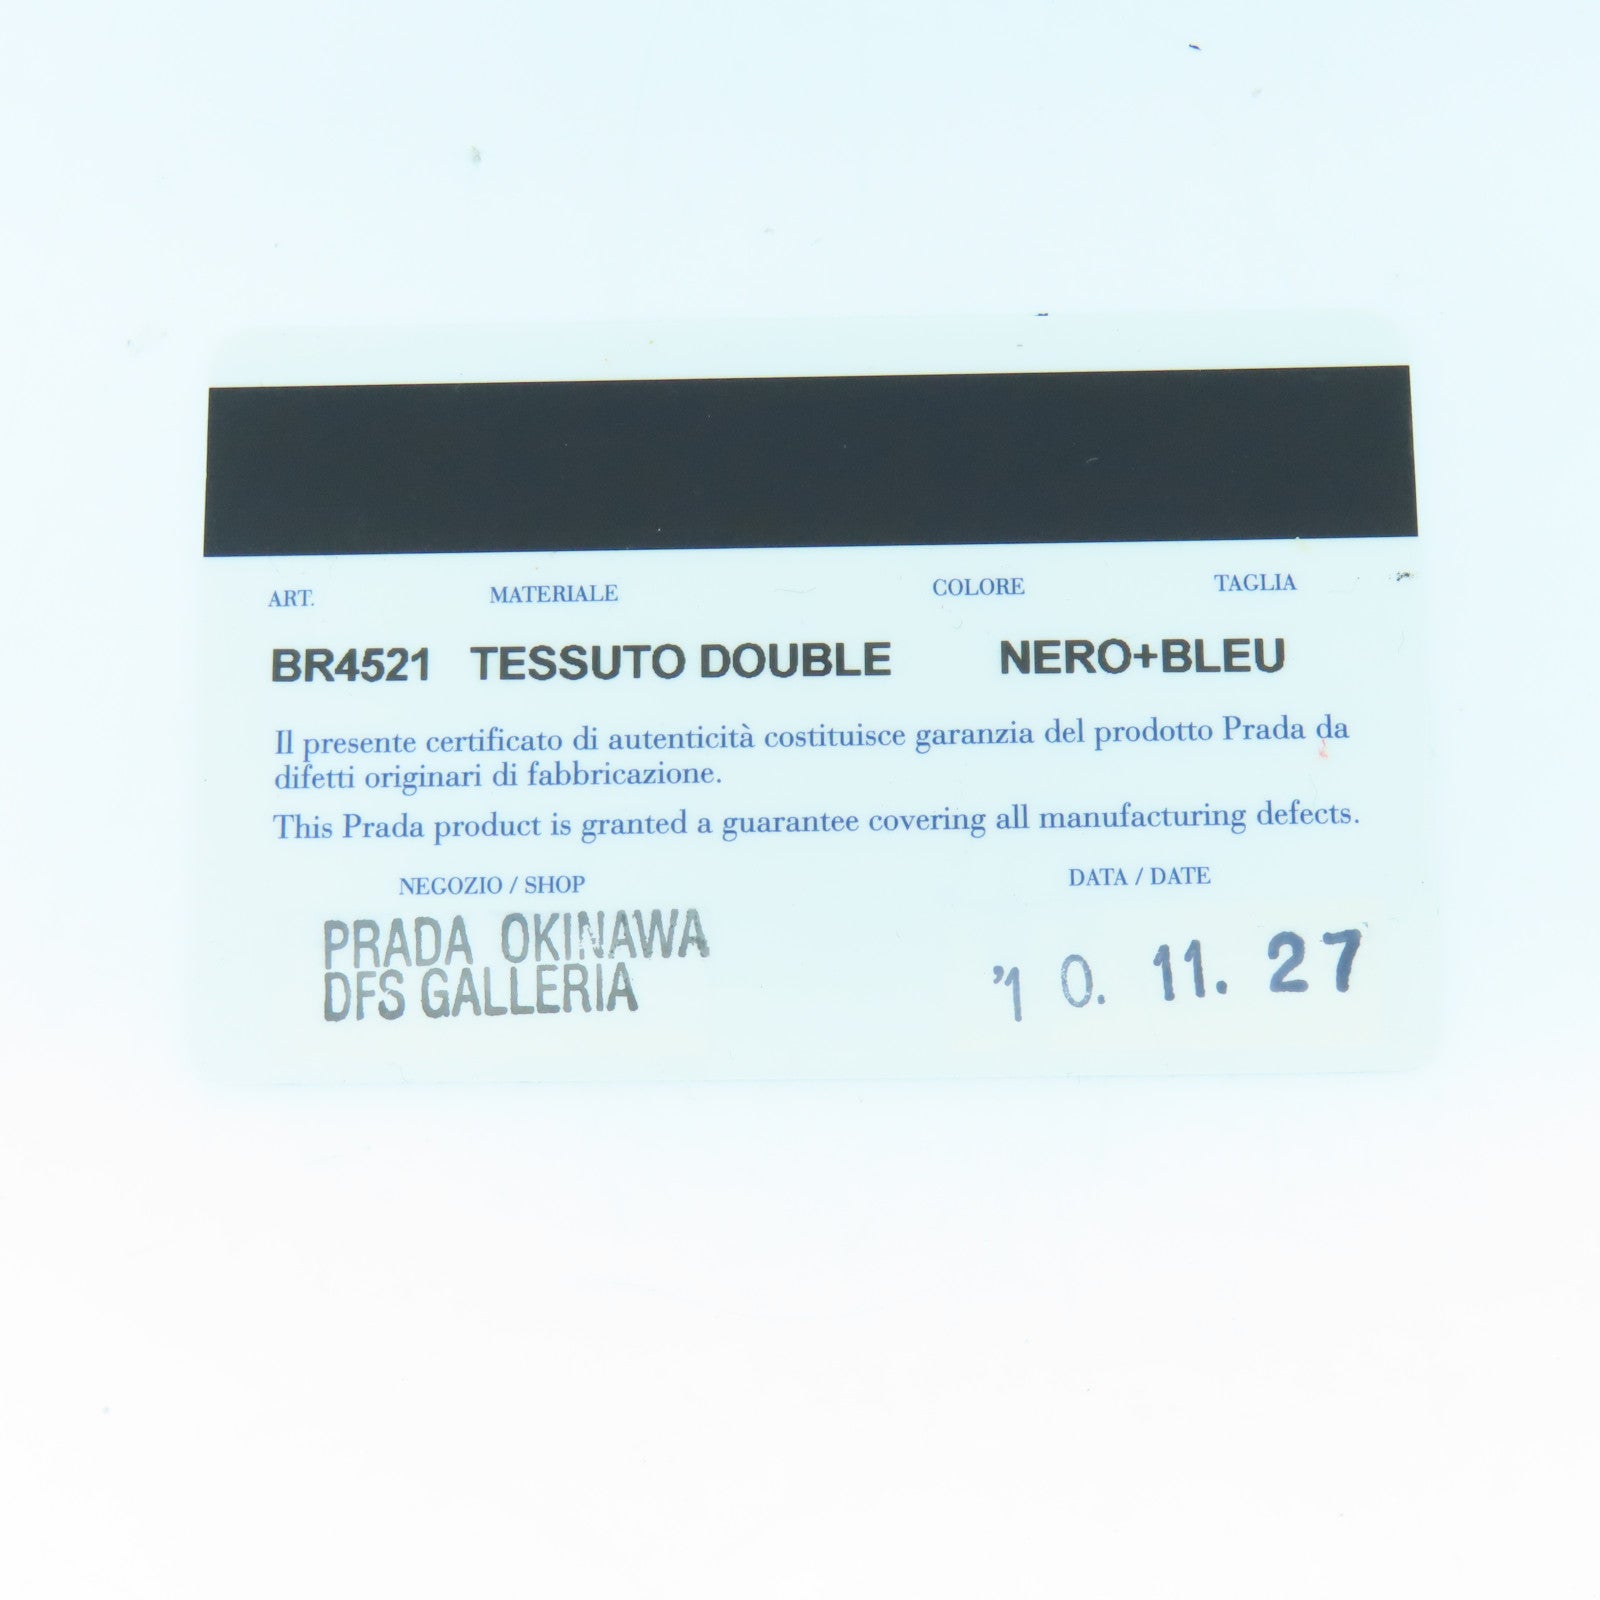 ART. MATERIALE COLORE TAGLIA
BR4521 TESSUTO DOUBLE NERO+BLEU
Il presente certificato di autenticità costituisce garanzia del prodotto Prada da
difetti originari di fabbricazione.
This Prada product is granted a guarantee covering all manufacturing defects.
NEGOZIO / SHOP DATA / DATE
PRADA OKINAWA
DFS GALLERIA
'10. 11. 27